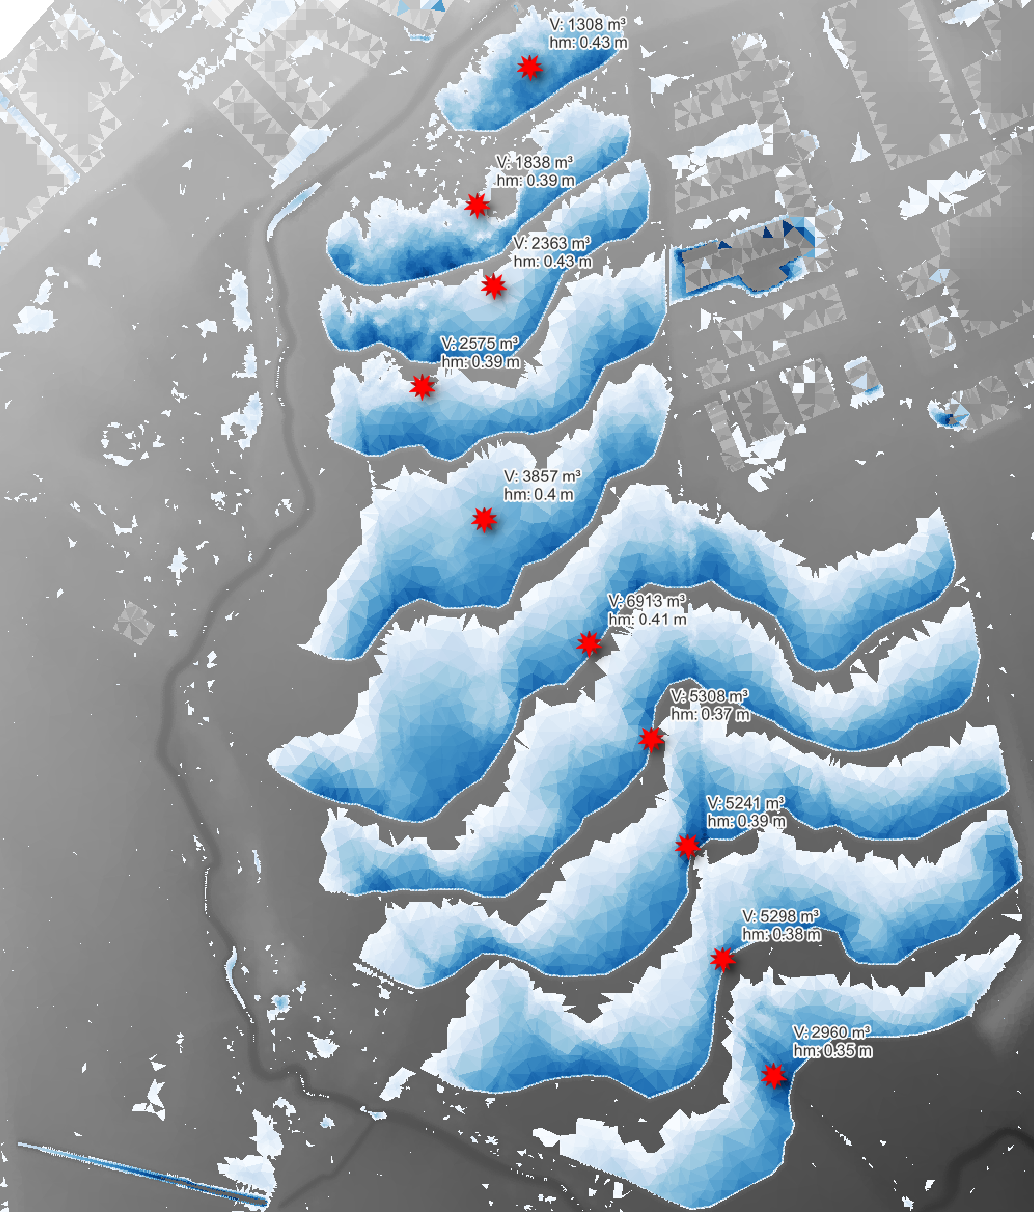 V: 1308 m³
hm: 0.43 m
V: 1838 m³
hm: 0.39 m
V: 2363 m³
hm: 0.43 m
V: 2575 m³
hm: 0.39 m
V: 3857 m³
hm: 0.4 m
V: 6913 m³
hm: 0.41 m
V: 5308 m³
hm: 0.37 m
V: 5241 m³
hm: 0.39 m
V: 5298 m³
hm: 0.38 m
V: 2960 m³
hm: 0.35 m